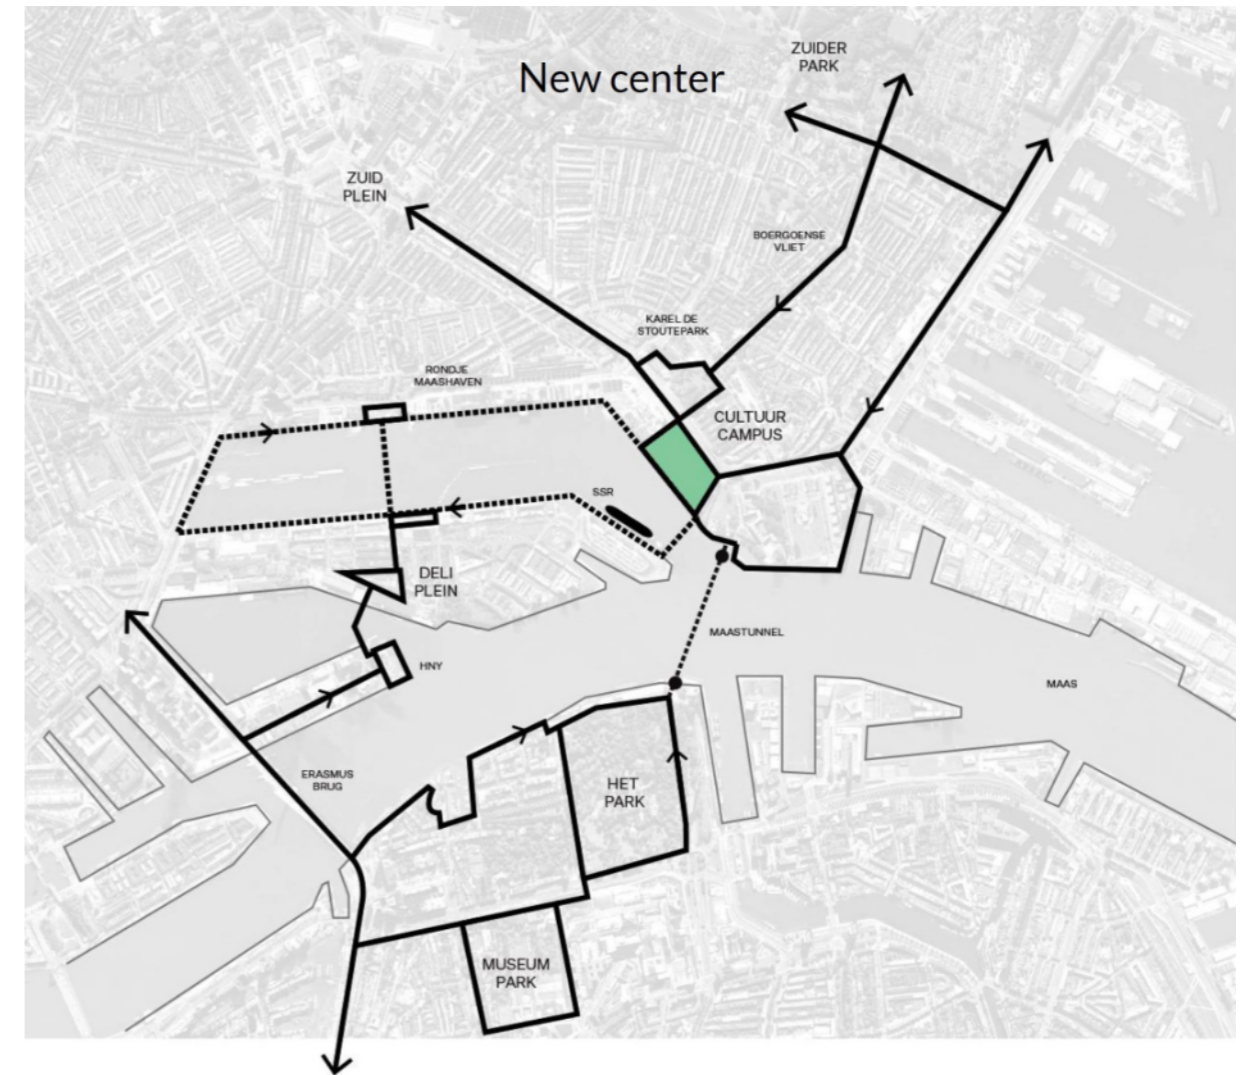 New center
ZUIDER
PARK
ZUID
PLEIN
BOERGOENSE
VLIET
KAREL DE
STOUTEPARK
RONDJE
MAASHAVEN
CULTUUR
CAMPUS
SSR
DELI
PLEIN
MAASTUNNEL
HNY
MAAS
ERASMUS
BRUG
HET
PARK
MUSEUM
PARK